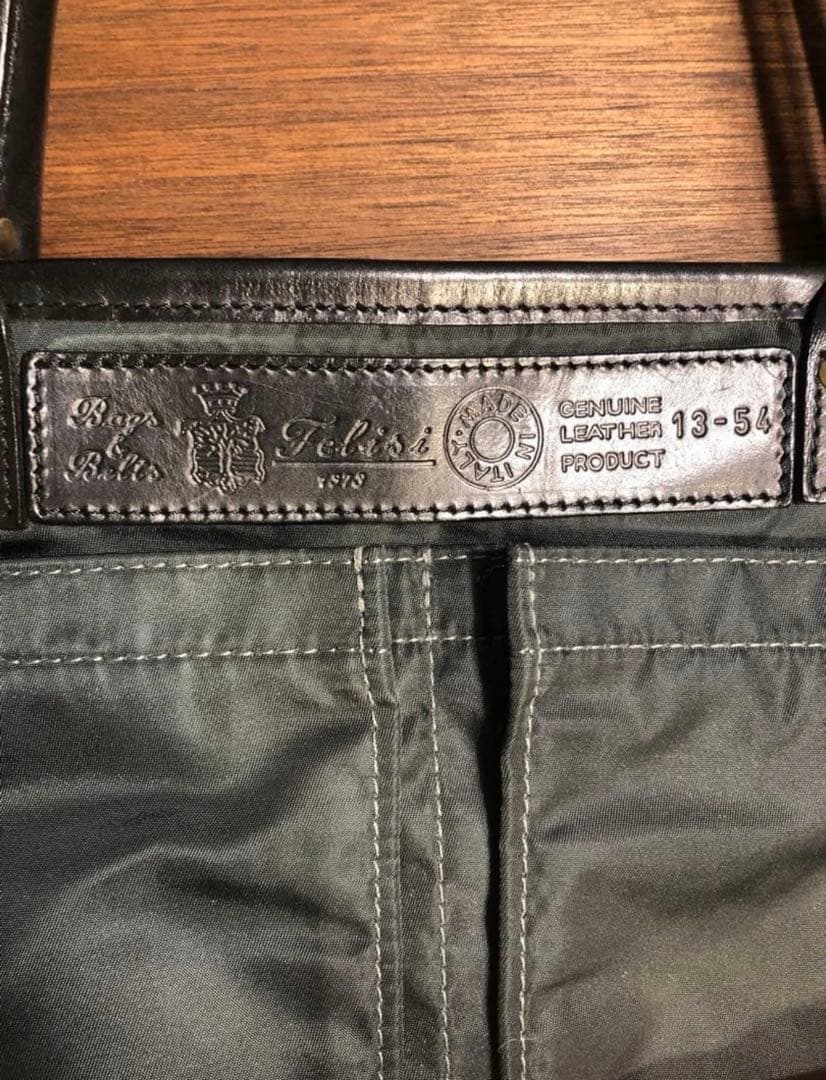 Bags
&
Belts
Felisi
1973
MADE IN ITALY
GENUINE
LEATHER
PRODUCT
13-54